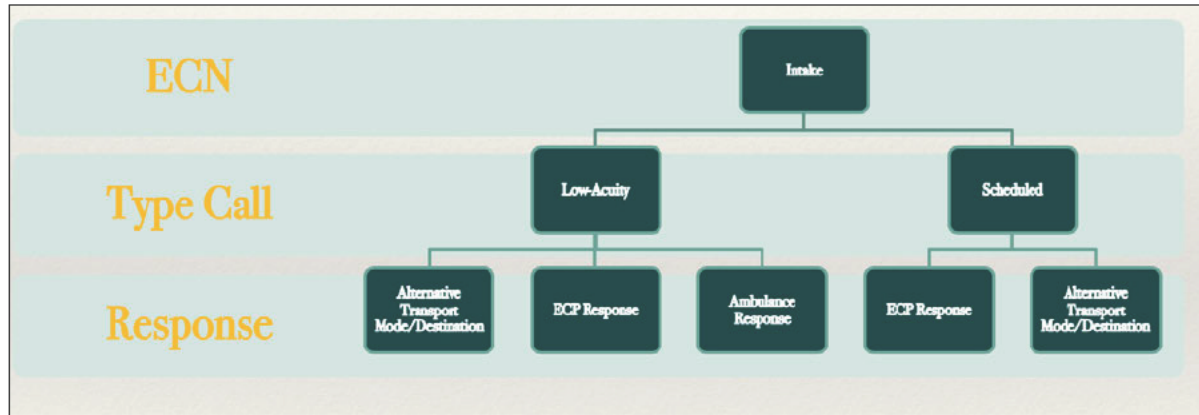 ECN
Intake
Type Call
Low-Acuity
Scheduled
Response
Alternative
Transport
Mode/Destination
ECP Response
Ambulance
Response
ECP Response
Alternative
Transport
Mode/Destination